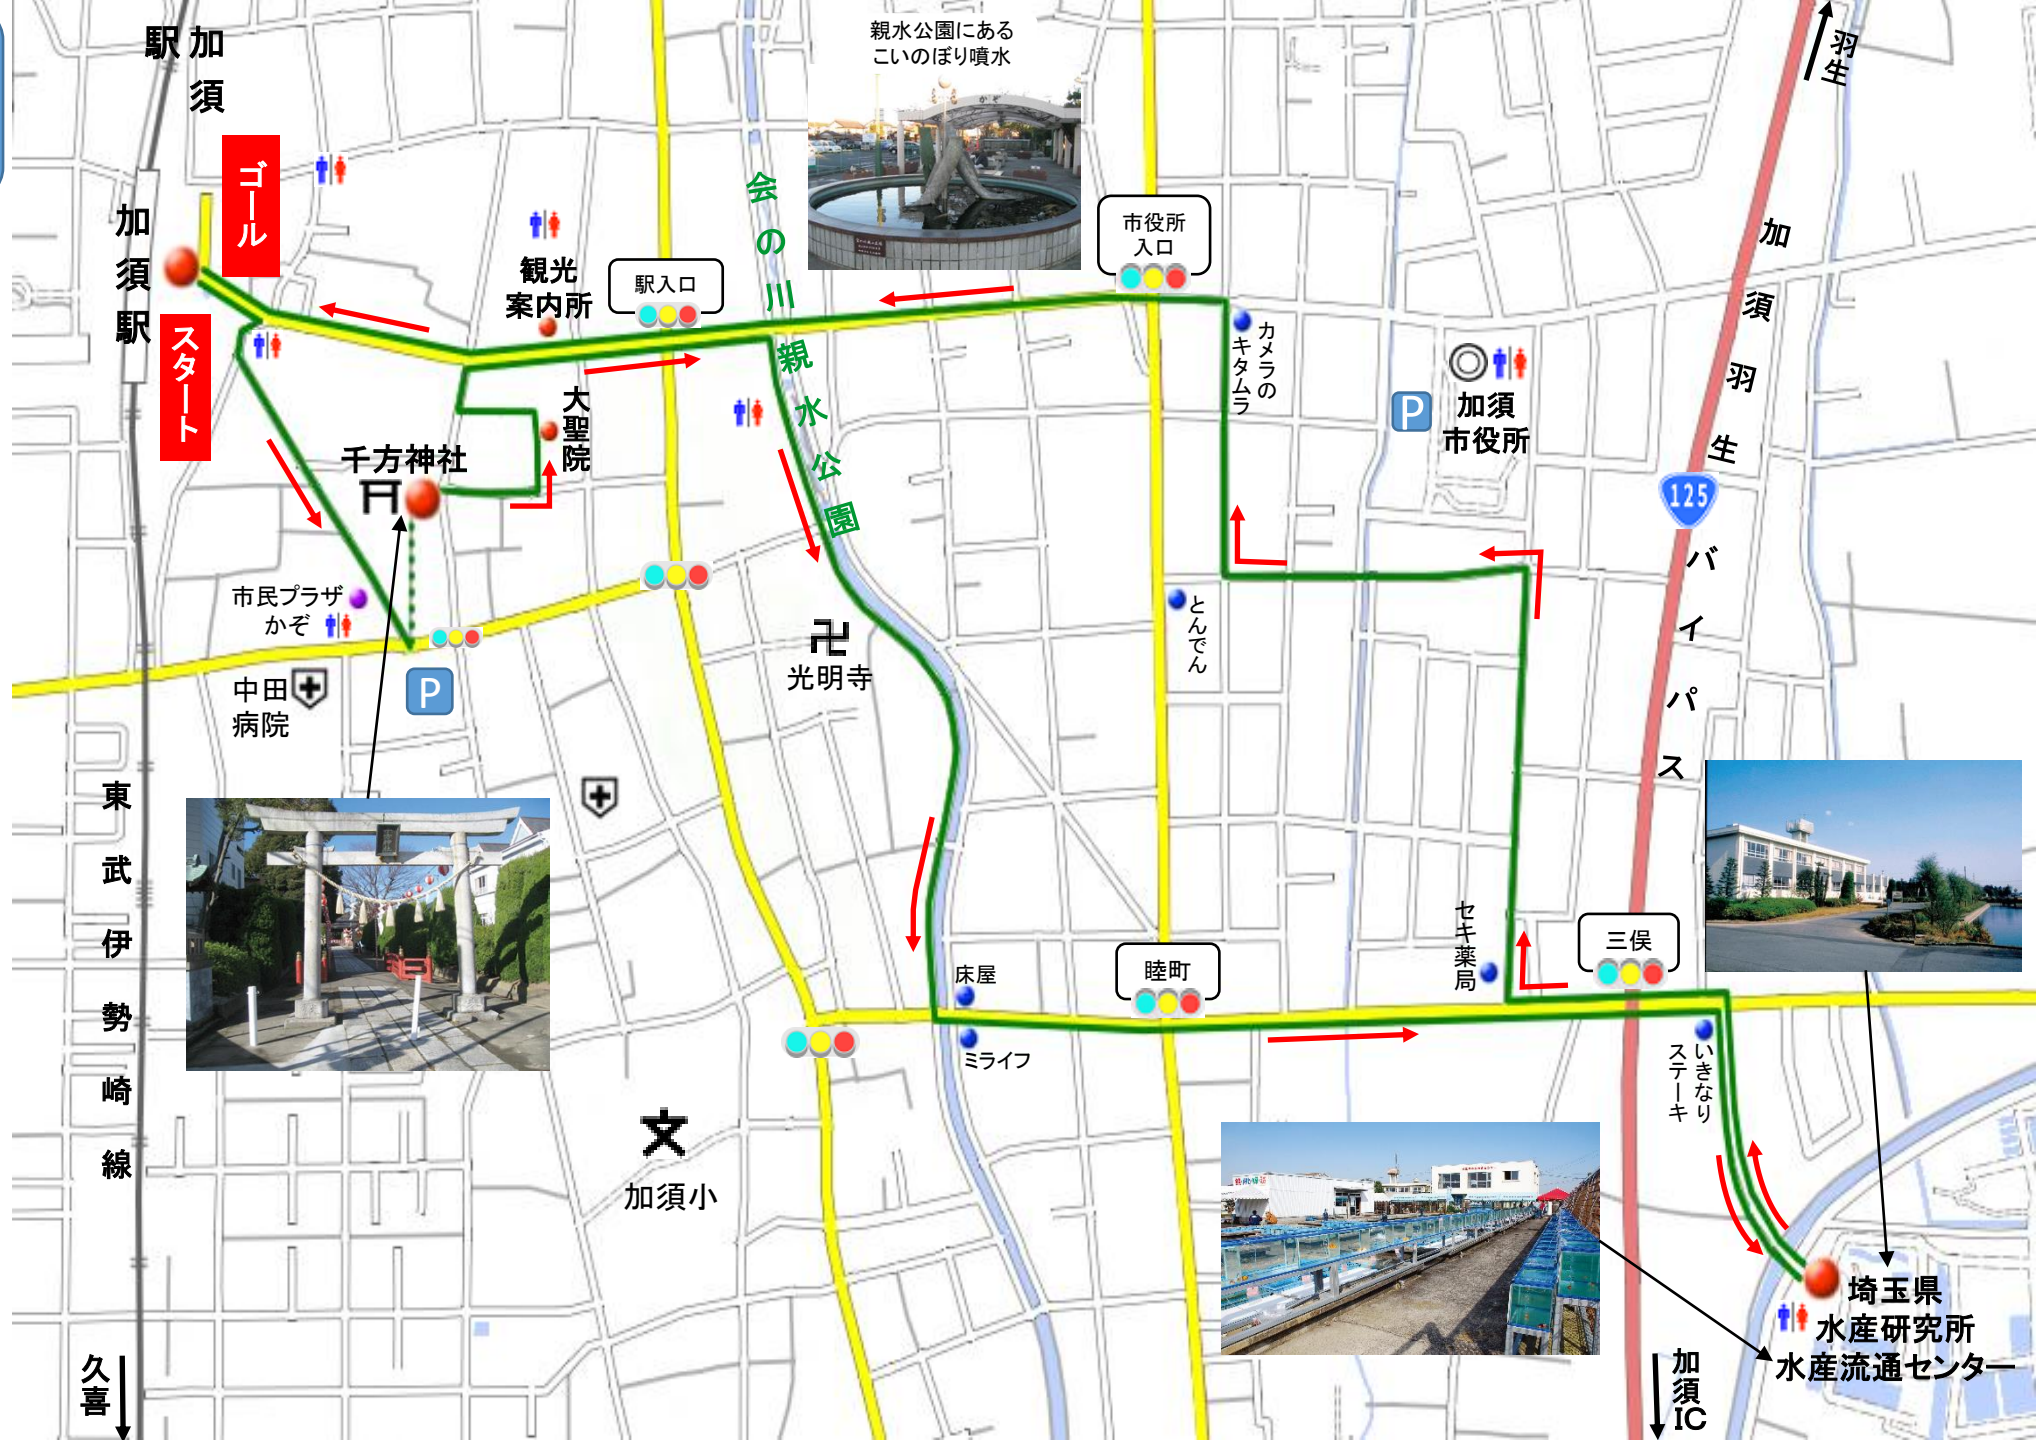 加須
駅
ゴール
加須駅
スタート
観光
案内所
駅入口
会の川親水公園
親水公園にある
こいのぼり噴水
市役所
入口
カメラの
キタムラ
加須
市役所
P
羽生
加須羽生バイパス
125
大聖院
千方神社
市民プラザ
かぞ
中田
病院
P
光明寺
とんでん
東武伊勢崎線
セキ薬局
三俣
睦町
床屋
ミライフ
いきなり
ステーキ
加須小
文
久喜
加須IC
埼玉県
水産研究所
水産流通センター